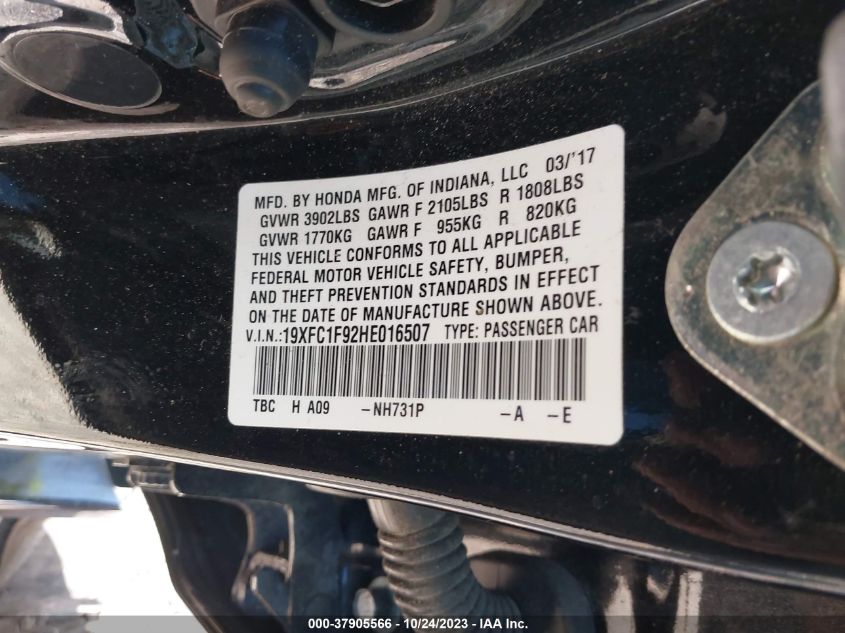 MFD. BY HONDA MFG. OF INDIANA, LLC 03/'17
GVWR 3902LBS GAWR F 2105LBS R 1808LBS
GVWR 1770KG GAWR F 955KG R 820KG
THIS VEHICLE CONFORMS TO ALL APPLICABLE
FEDERAL MOTOR VEHICLE SAFETY, BUMPER,
AND THEFT PREVENTION STANDARDS IN EFFECT
ON THE DATE OF MANUFACTURE SHOWN ABOVE.
V.I.N.:19XFC1F92HE016507 TYPE: PASSENGER CAR
TBC H A09 -NH731P -A -E
000-37905566 - 10/24/2023 - IAA Inc.